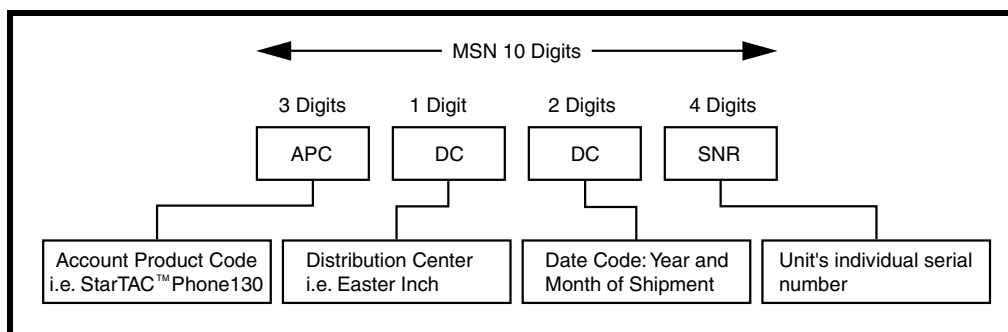 MSN 10 Digits
3 Digits
1 Digit
2 Digits
4 Digits
APC
DC
DC
SNR
Account Product Code
i.e. StarTAC™Phone130
Distribution Center
i.e. Easter Inch
Date Code: Year and
Month of Shipment
Unit's individual serial
number